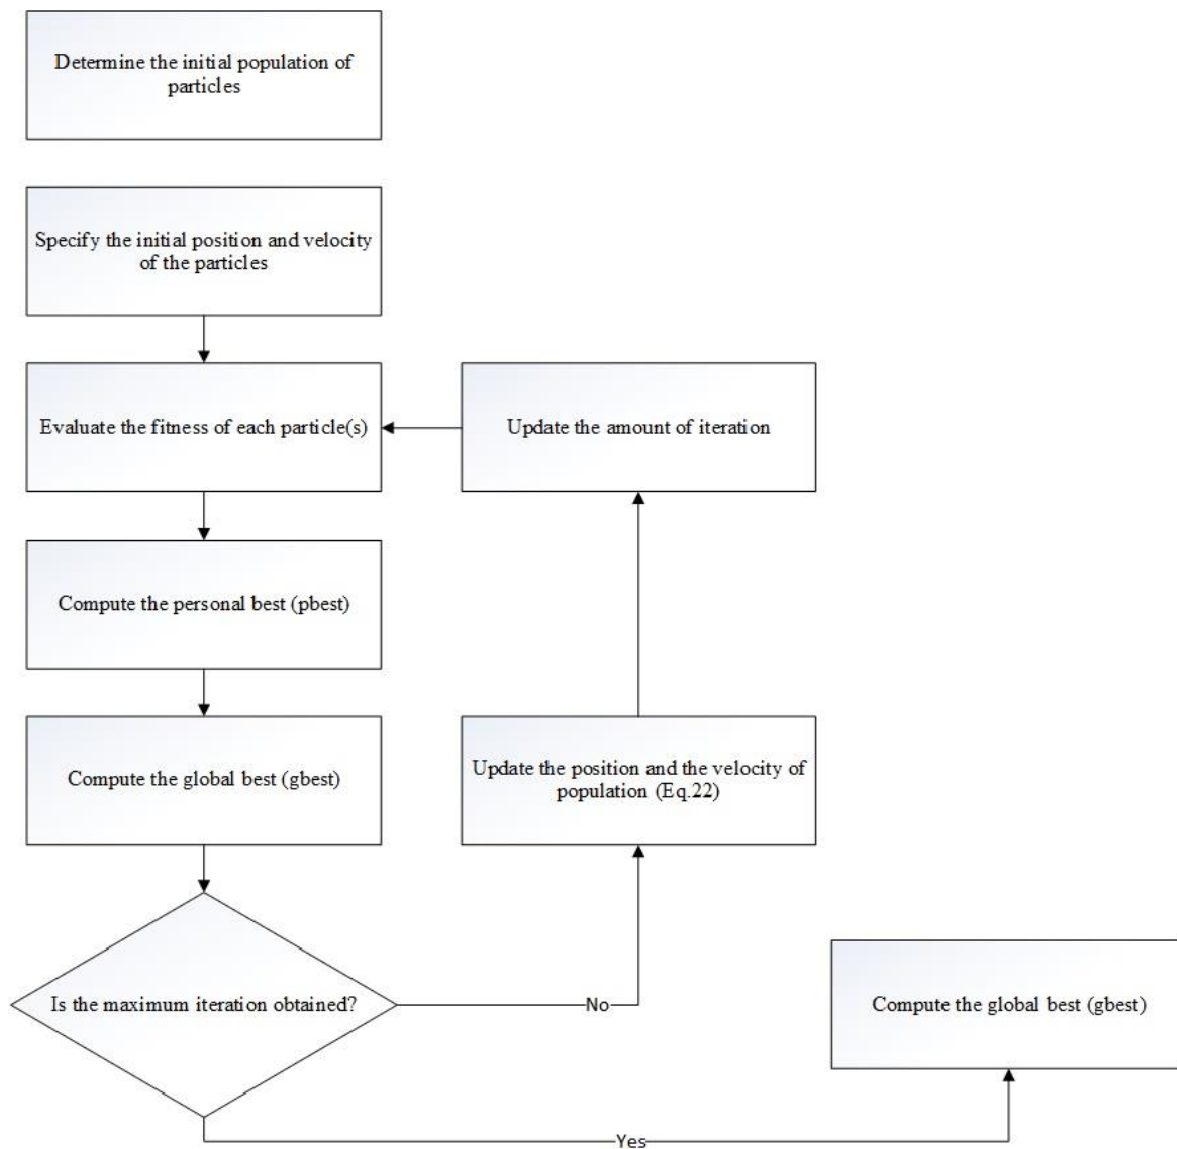 Determine the initial population of
particles
Specify the initial position and velocity
of the particles
Evaluate the fitness of each particle(s)
Update the amount of iteration
Compute the personal best (pbest)
Compute the global best (gbest)
Update the position and the velocity of
population (Eq.22)
Is the maximum iteration obtained?
No
Compute the global best (gbest)
Yes